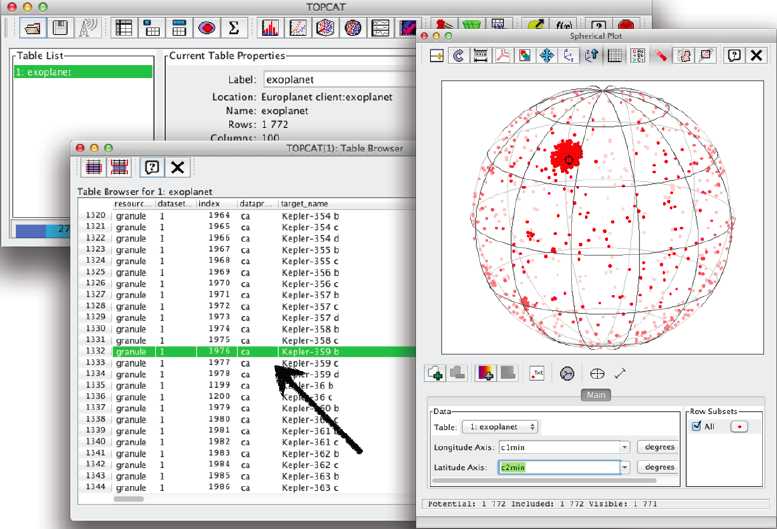 TOPCAT
Table List
1: exoplanet
Current Table Properties
Label: exoplanet
Location: Europlanet client:exoplanet
Name: exoplanet
Rows: 1 772
Columns: 100
TOPCAT(1): Table Browser
Table Browser for 1: exoplanet
resourc... dataset... index datapr... target_name
1320 granule 1 1964 ca Kepler-354 b
1321 granule 1 1965 ca Kepler-354 c
1322 granule 1 1966 ca Kepler-354 d
1323 granule 1 1967 ca Kepler-355 b
1324 granule 1 1968 ca Kepler-355 c
1325 granule 1 1969 ca Kepler-356 b
1326 granule 1 1970 ca Kepler-356 c
1327 granule 1 1971 ca Kepler-357 b
1328 granule 1 1972 ca Kepler-357 c
1329 granule 1 1973 ca Kepler-357 d
1330 granule 1 1974 ca Kepler-358 b
1331 granule 1 1975 ca Kepler-358 c
1332 granule 1 1976 ca Kepler-359 b
1333 granule 1 1977 ca Kepler-359 c
1334 granule 1 1978 ca Kepler-359 d
1335 granule 1 1199 ca Kepler-36 b
1336 granule 1 1200 ca Kepler-36 c
1337 granule 1 1979 ca Kepler-360 b
1338 granule 1 1980 ca
1339 granule 1 1981 ca Kepler-361 b
1340 granule 1 1982 ca Kepler-361 c
1341 granule 1 1983 ca Kepler-362 b
1342 granule 1 1984 ca Kepler-362 c
1343 granule 1 1985 ca Kepler-363 b
1344 granule 1 1986 ca Kepler-363 c
Spherical Plot
Txt
Main
Data
Table: 1: exoplanet
Longitude Axis: c1min degrees
Latitude Axis: c2min degrees
Row Subsets
All
Potential: 1 772 Included: 1 772 Visible: 1 771